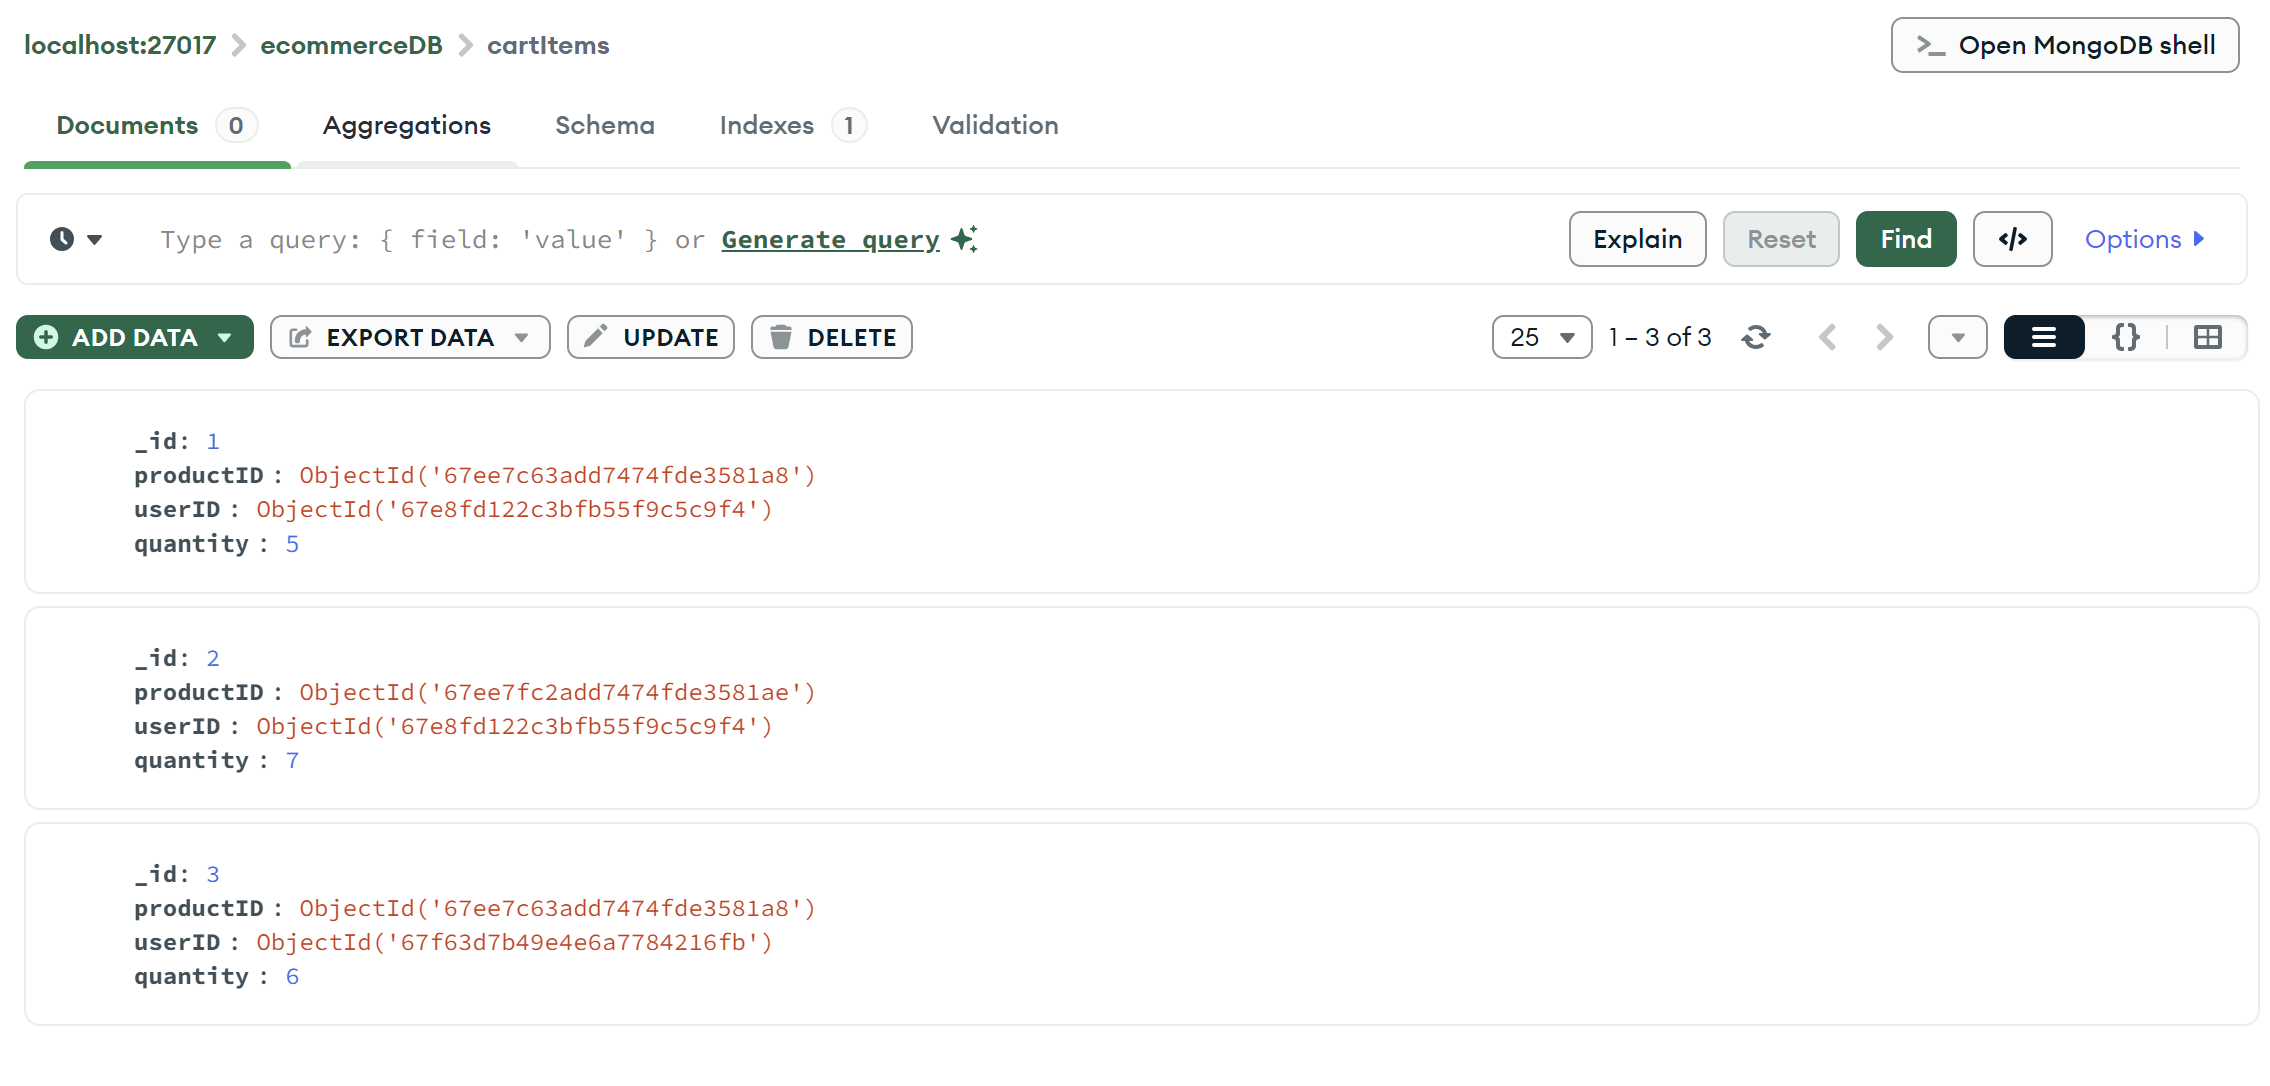 localhost:27017 > ecommerceDB > cartItems
>_ Open MongoDB shell
Documents 0 Aggregations Schema Indexes 1 Validation
Type a query: { field: 'value' } or Generate query
Explain Reset Find </> Options
ADD DATA EXPORT DATA UPDATE DELETE 25 1 – 3 of 3 {}
_id: 1
productID : ObjectId('67ee7c63add7474fde3581a8')
userID : ObjectId('67e8fd122c3bfb55f9c5c9f4')
quantity : 5
_id: 2
productID : ObjectId('67ee7fc2add7474fde3581ae')
userID : ObjectId('67e8fd122c3bfb55f9c5c9f4')
quantity : 7
_id: 3
productID : ObjectId('67ee7c63add7474fde3581a8')
userID : ObjectId('67f63d7b49e4e6a7784216fb')
quantity : 6